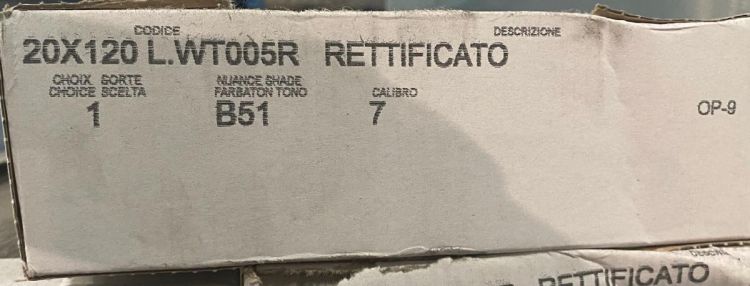 CODICE DESCRIZIONE
20X120 L.WT005R RETTIFICATO
CHOIX SORTE NUANCE SHADE
CHOICE SCELTA FARBATON TONO CALIBRO
1 B51 7 OP-9
RETTIFICATO